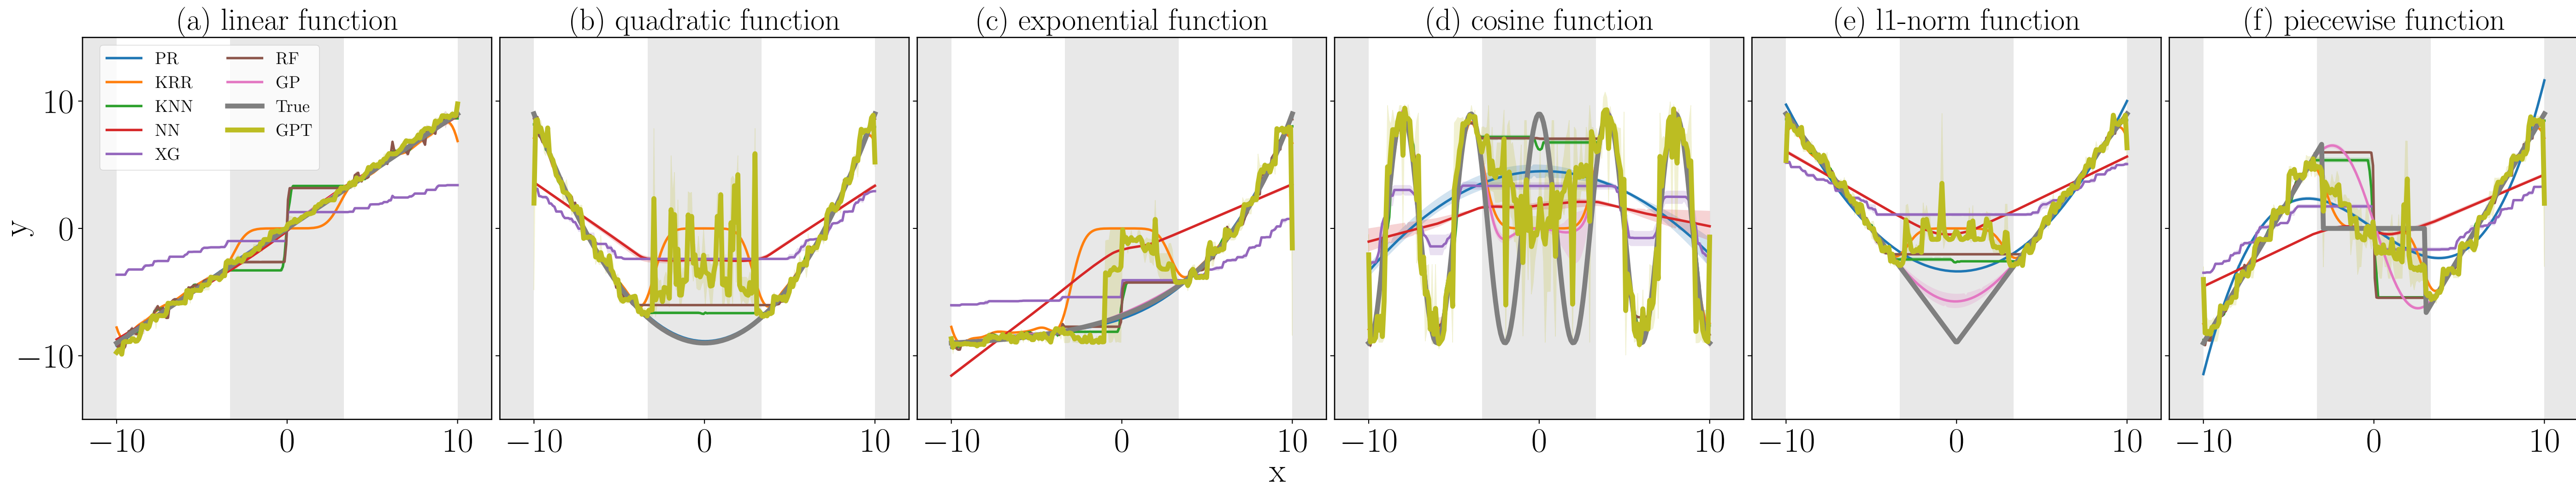 (a) linear function
(b) quadratic function
(c) exponential function
(d) cosine function
(e) l1-norm function
(f) piecewise function
PR
KRR
KNN
NN
XG
RF
GP
True
GPT
y
10
0
−10
−10 0 10
−10 0 10
−10 0 10
−10 0 10
−10 0 10
−10 0 10
x